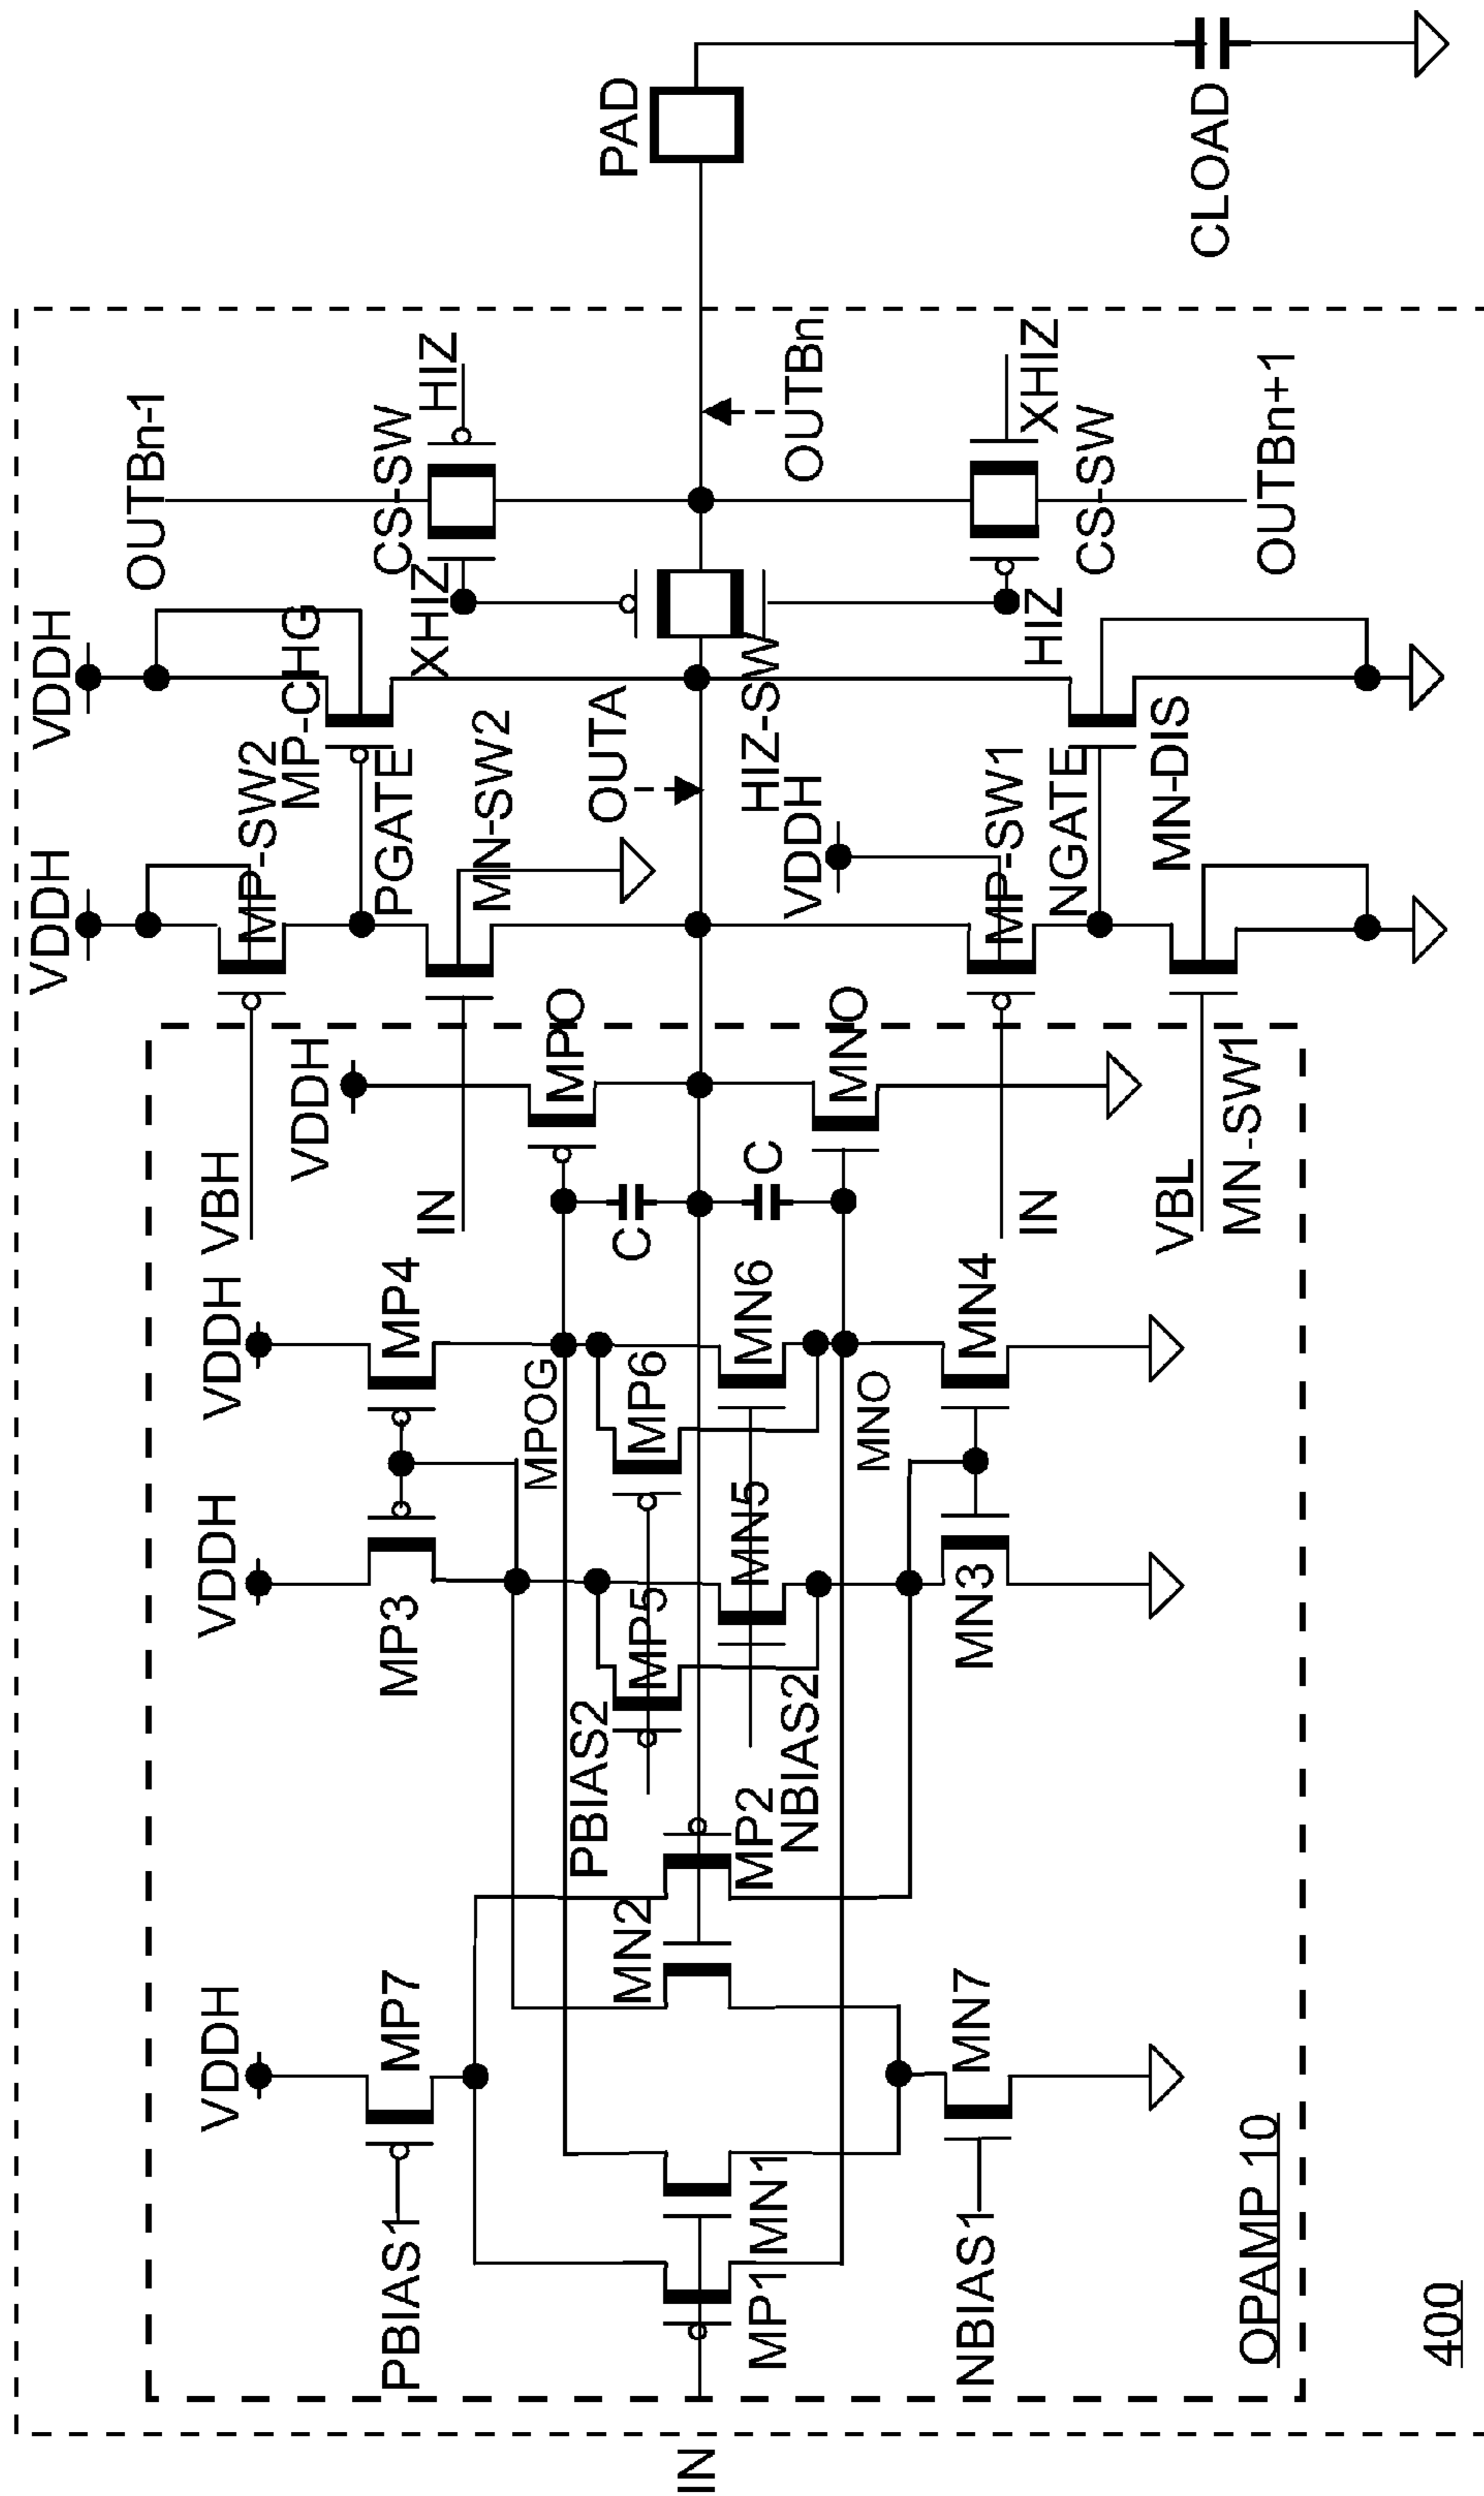 OUTBn-1
VDDH
MP-CHG
CS-SW
HIZ
XHIZ
PAD
VDDH
MP-SW2
PGATE
MN-SW2
OUTA
HIZ-SW
OUTBn
VDDH
MP-SW1
NGATE
MN-DIS
HIZ
XHIZ
CS-SW
OUTBn+1
CLOAD
VBH
VDDH
IN
MPO
MNO
C
C
IN
VBL
MN-SW1
VDDH
MP4
VDDH
MP3
MPOG
MP6
MN6
MNO
MN4
MP5
MN5
MN3
PBIAS2
NBIAS2
MN2
MP2
VDDH
MP7
PBIAS1
MN7
NBIAS1
MP1
MN1
IN
OPAMP 10
400